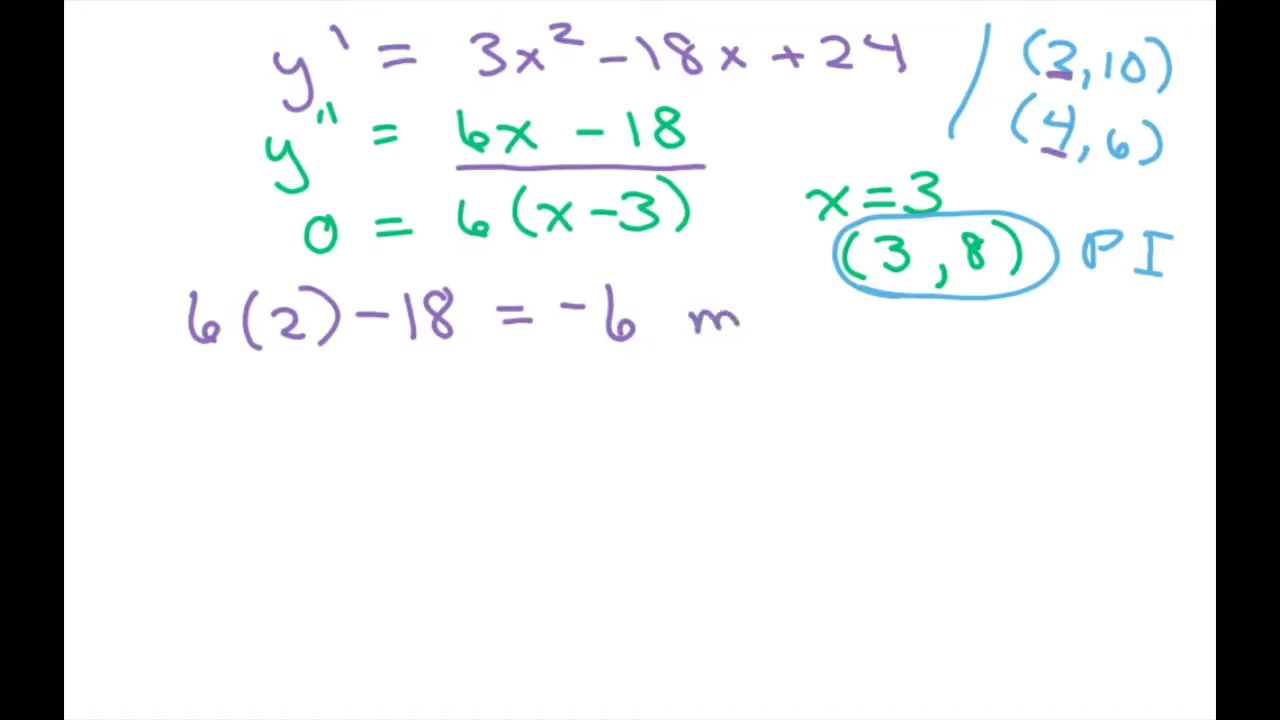 y' = 3x² - 18x + 24 / (2, 10)
(4, 6)
y'' = 6x - 18
0 = 6(x - 3) x = 3
(3, 8) PI
6(2) - 18 = -6 m